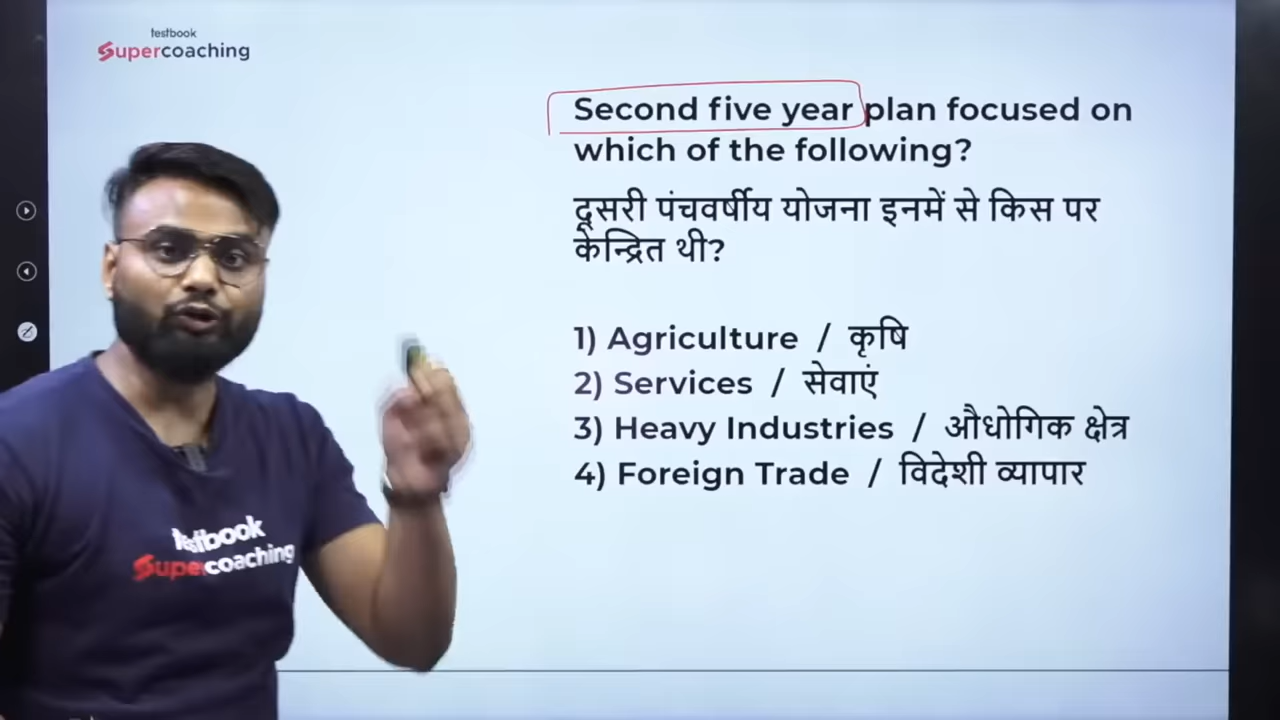 testbook
Supercoaching
Second five year plan focused on
which of the following?
दूसरी पंचवर्षीय योजना इनमें से किस पर
केन्द्रित थी?
1) Agriculture / कृषि
2) Services / सेवाएं
3) Heavy Industries / औधोगिक क्षेत्र
4) Foreign Trade / विदेशी व्यापार
testbook
Supercoaching